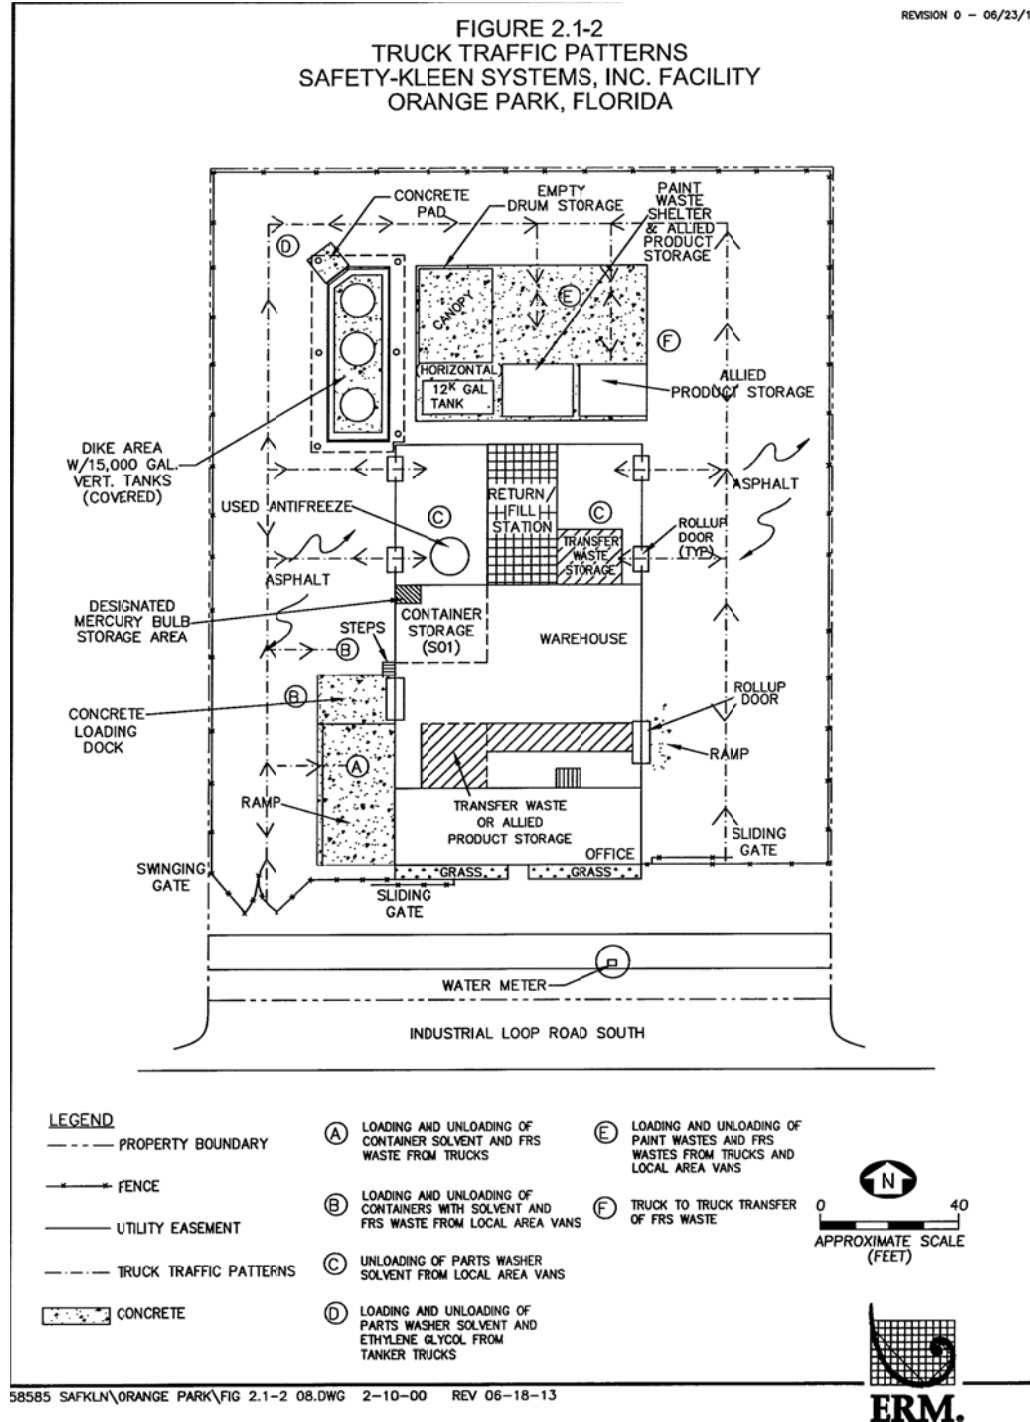 REVISION 0 – 06/23/1
FIGURE 2.1-2
TRUCK TRAFFIC PATTERNS
SAFETY-KLEEN SYSTEMS, INC. FACILITY
ORANGE PARK, FLORIDA
CONCRETE
PAD
EMPTY
DRUM STORAGE
PAINT
WASTE
SHELTER
& ALLIED
PRODUCT
STORAGE
D
E
CANOPY
F
(HORIZONTAL)
12K GAL
TANK
ALLIED
PRODUCT STORAGE
DIKE AREA
W/15,000 GAL.
VERT. TANKS
(COVERED)
ASPHALT
RETURN/
FILL
STATION
USED ANTIFREEZE
C
C
ROLLUP
DOOR
(TYP)
TRANSFER
WASTE
STORAGE
ASPHALT
DESIGNATED
MERCURY BULB
STORAGE AREA
CONTAINER
STORAGE
(S01)
STEPS
WAREHOUSE
B
B
ROLLUP
DOOR
CONCRETE
LOADING
DOCK
RAMP
A
RAMP
TRANSFER WASTE
OR ALLIED
PRODUCT STORAGE
SLIDING
GATE
OFFICE
SWINGING
GATE
GRASS
GRASS
SLIDING
GATE
WATER METER
INDUSTRIAL LOOP ROAD SOUTH
LEGEND
PROPERTY BOUNDARY
FENCE
UTILITY EASEMENT
TRUCK TRAFFIC PATTERNS
CONCRETE
A
LOADING AND UNLOADING OF
CONTAINER SOLVENT AND FRS
WASTE FROM TRUCKS
B
LOADING AND UNLOADING OF
CONTAINERS WITH SOLVENT AND
FRS WASTE FROM LOCAL AREA VANS
C
UNLOADING OF PARTS WASHER
SOLVENT FROM LOCAL AREA VANS
D
LOADING AND UNLOADING OF
PARTS WASHER SOLVENT AND
ETHYLENE GLYCOL FROM
TANKER TRUCKS
E
LOADING AND UNLOADING OF
PAINT WASTES AND FRS
WASTES FROM TRUCKS AND
LOCAL AREA VANS
F
TRUCK TO TRUCK TRANSFER
OF FRS WASTE
N
0 40
APPROXIMATE SCALE
(FEET)
58585 SAFKLN\ORANGE PARK\FIG 2.1-2 08.DWG 2-10-00 REV 06-18-13
ERM.